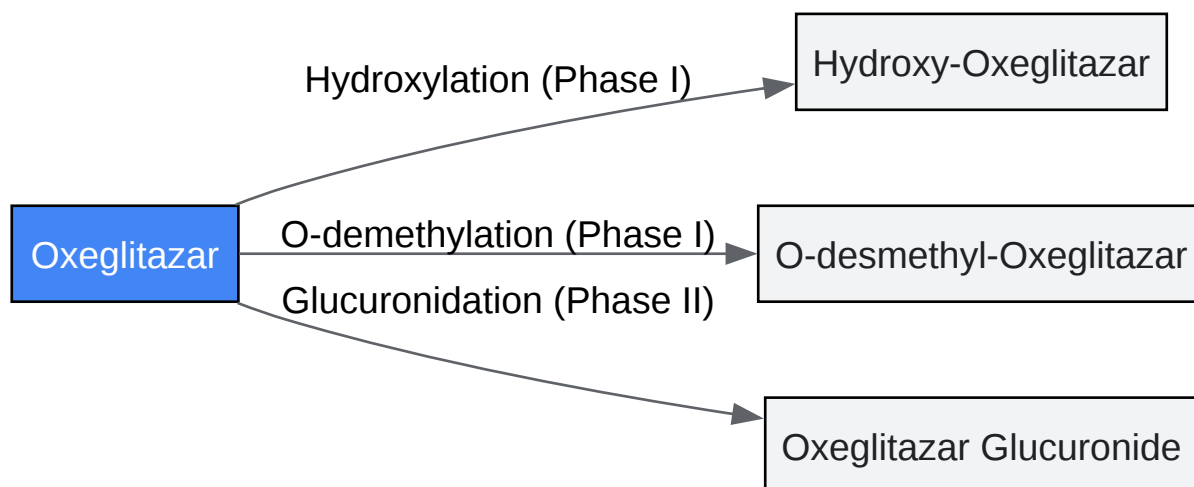 Hydroxy-Oxeglitazar
Hydroxylation (Phase I)
Oxeglitazar
O-demethylation (Phase I)
O-desmethyl-Oxeglitazar
Glucuronidation (Phase II)
Oxeglitazar Glucuronide